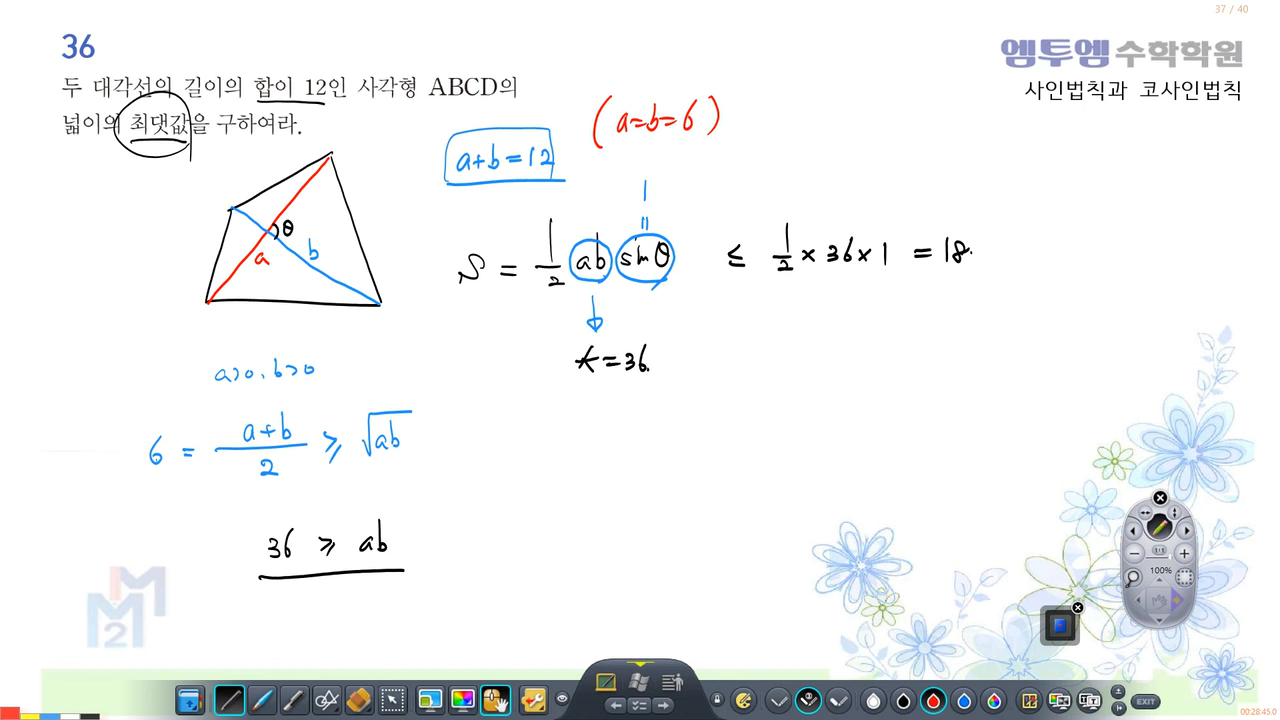 37 / 40
36
엠투엠수학학원
사인법칙과 코사인법칙
두 대각선의 길이의 합이 12인 사각형 ABCD의
넓이의 최댓값을 구하여라.
(a=b=6)
a+b=12
1
=
S = 1/2 ab sinθ ≤ 1/2 × 36 × 1 = 18.
θ
a
b
=36.
a>0, b>0
6 = (a+b)/2 ≥ √ab
36 ≥ ab
MM2
100%
1:1
EXIT
00:28:45.0